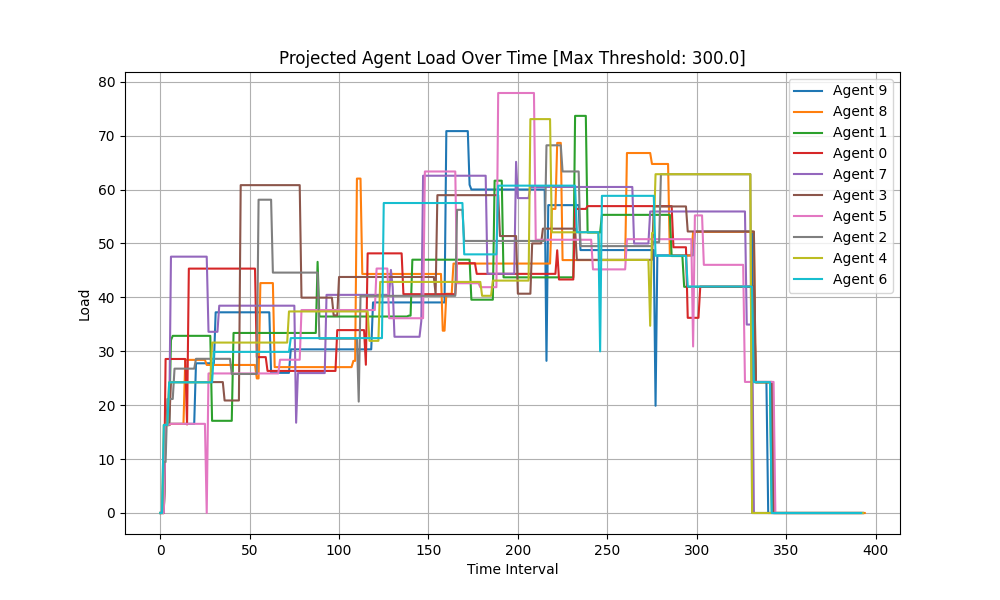 Projected Agent Load Over Time [Max Threshold: 300.0]
Load
80
70
60
50
40
30
20
10
0
0 50 100 150 200 250 300 350 400
Time Interval
Agent 9
Agent 8
Agent 1
Agent 0
Agent 7
Agent 3
Agent 5
Agent 2
Agent 4
Agent 6